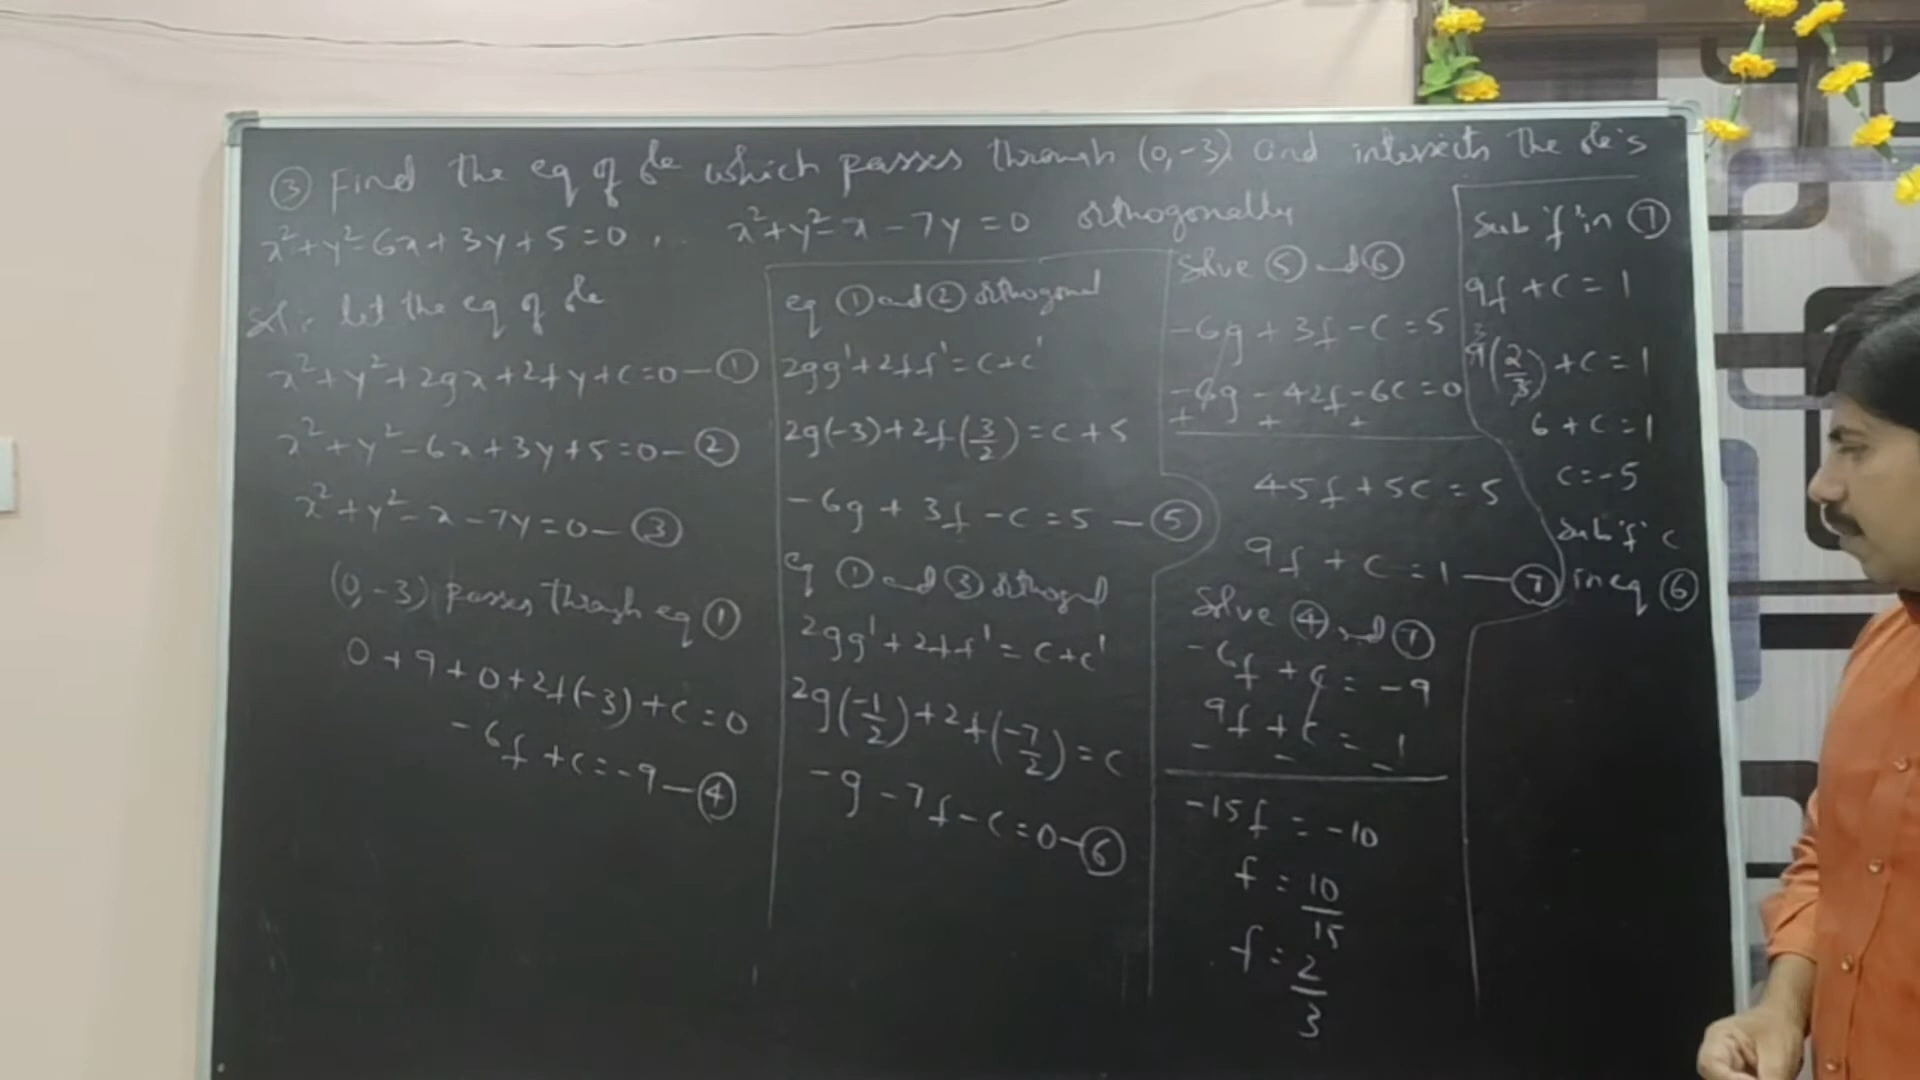 ③ Find the eq of ⊙le which passes through (0,-3) and intersects the ⊙le's
x²+y²-6x+3y+5=0, x²+y²-x-7y=0 orthogonally
Sol: let the eq of ⊙le
x²+y²+2gx+2fy+c=0—①
x²+y²-6x+3y+5=0—②
x²+y²-x-7y=0—③
(0,-3) passes through eq ①
0+9+0+2f(-3)+c=0
-6f+c=-9—④
eq ① and ② orthogonal
2gg'+2ff'=c+c'
2g(-3)+2f(3/2)=c+5
-6g+3f-c=5—⑤
eq ① and ③ orthogonal
2gg'+2ff'=c+c'
2g(-1/2)+2f(-7/2)=c
-g-7f-c=0—⑥
Solve ⑤ and ⑥
-6g+3f-c=5
-6g-42f-6c=0
+ + +
45f+5c=5
9f+c=1—⑦
Solve ④ and ⑦
-6f+c=-9
9f+c=1
- - -
-15f=-10
f=10/15
f=2/3
Sub 'f' in ⑦
9f+c=1
3
9(2/3)+c=1
6+c=1
c=-5
Sub 'f' c
in eq ⑥